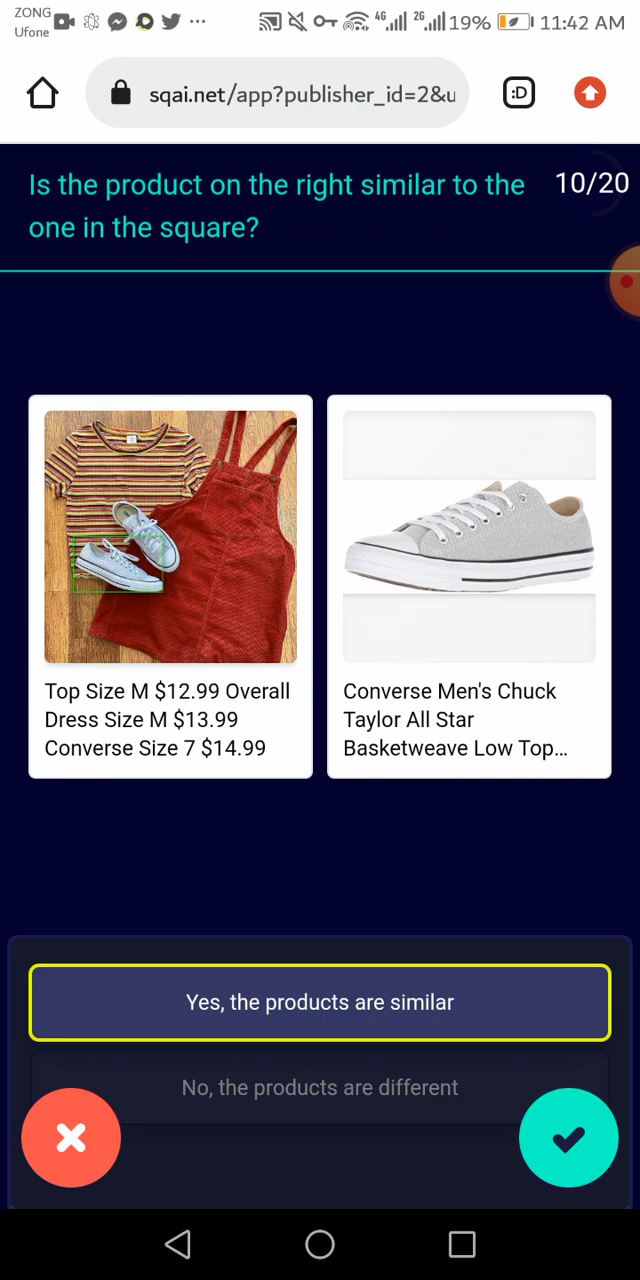 ZONG
Ufone
4G
2G
19%
11:42 AM
sqai.net/app?publisher_id=2&u
:D
Is the product on the right similar to the
one in the square?
10/20
Top Size M $12.99 Overall
Dress Size M $13.99
Converse Size 7 $14.99
Converse Men's Chuck
Taylor All Star
Basketweave Low Top...
Yes, the products are similar
No, the products are different